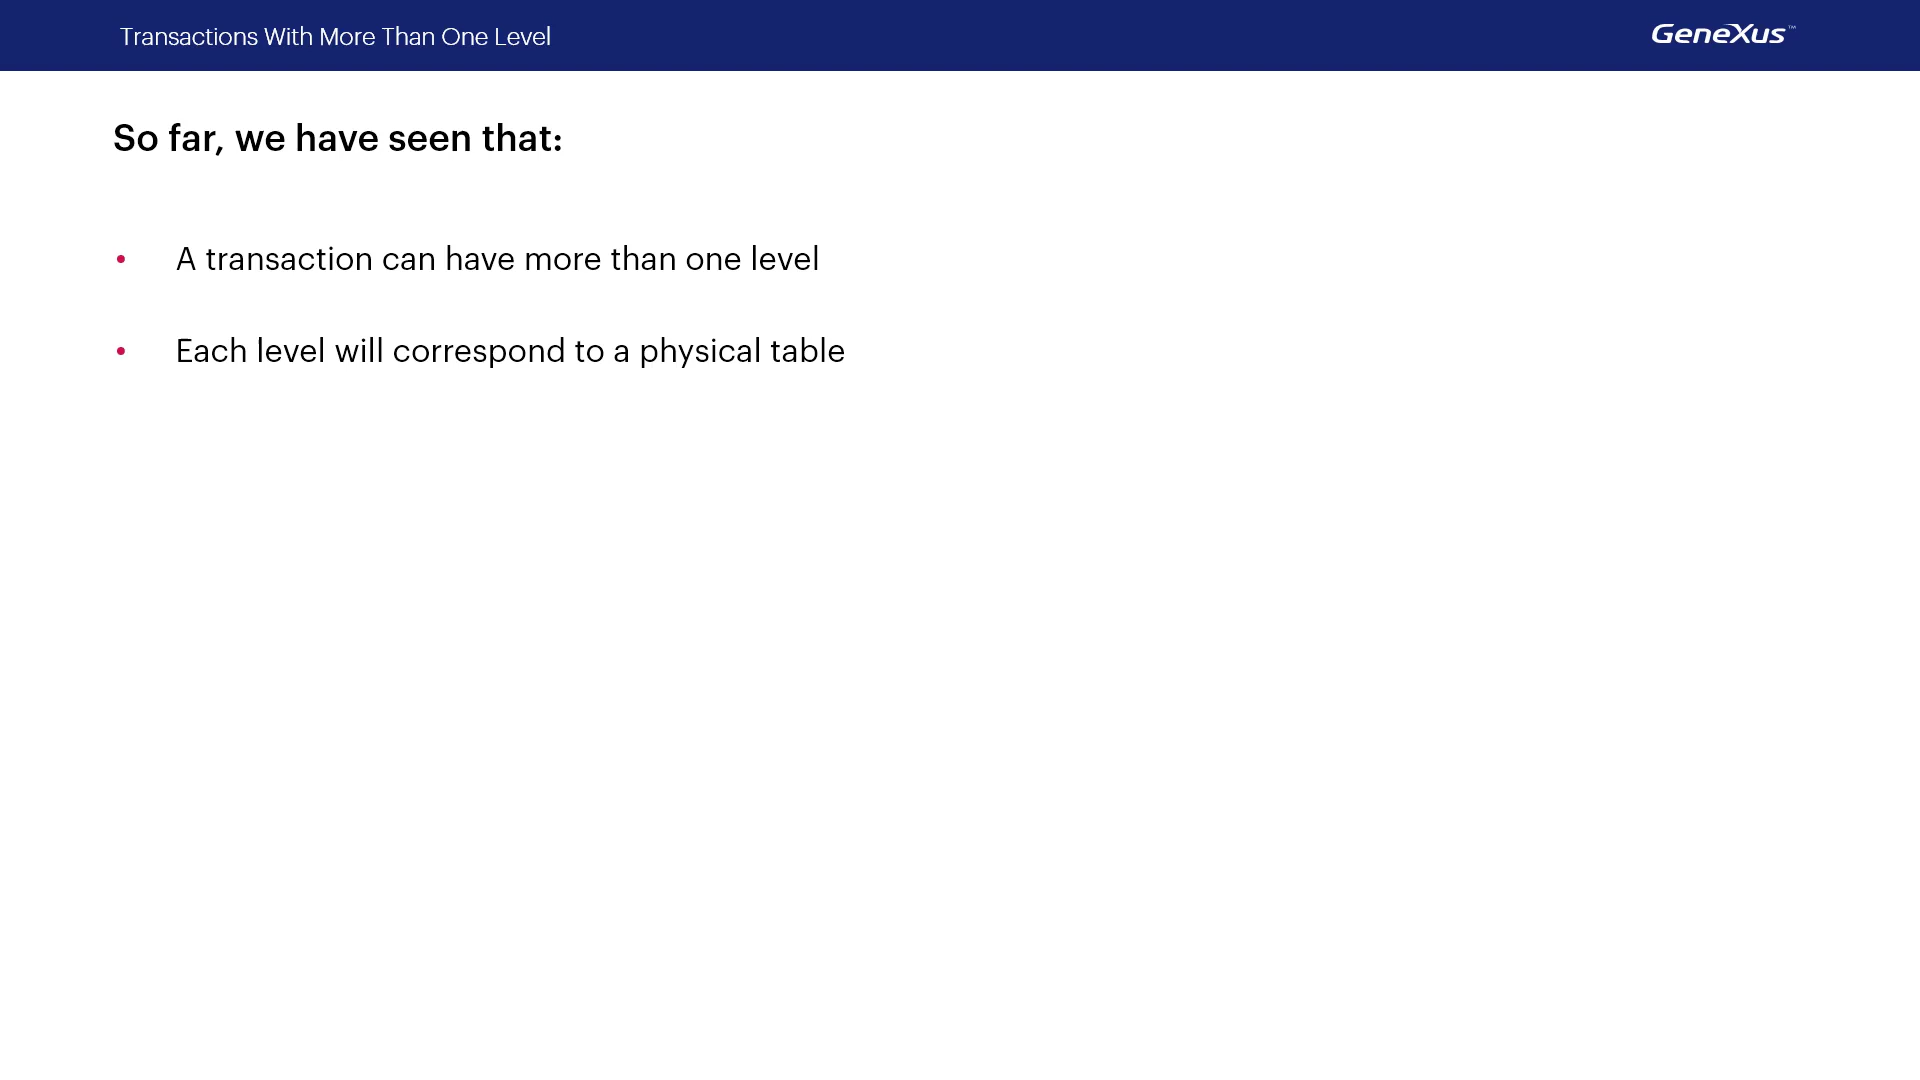 Transactions With More Than One Level
GeneXus™
So far, we have seen that:
• A transaction can have more than one level
• Each level will correspond to a physical table